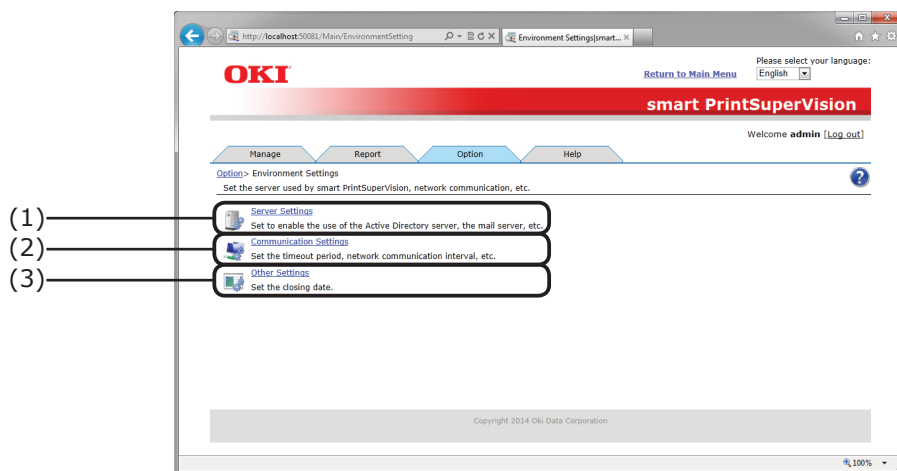 http://localhost:50081/Main/EnvironmentSetting
Environment Settings|smart...
OKI
Return to Main Menu
Please select your language:
English
smart PrintSuperVision
Welcome admin [Log out]
Manage Report Option Help
Option> Environment Settings
Set the server used by smart PrintSuperVision, network communication, etc.
?
(1)
Server Settings
Set to enable the use of the Active Directory server, the mail server, etc.
(2)
Communication Settings
Set the timeout period, network communication interval, etc.
(3)
Other Settings
Set the closing date.
Copyright 2014 Oki Data Corporation
100%